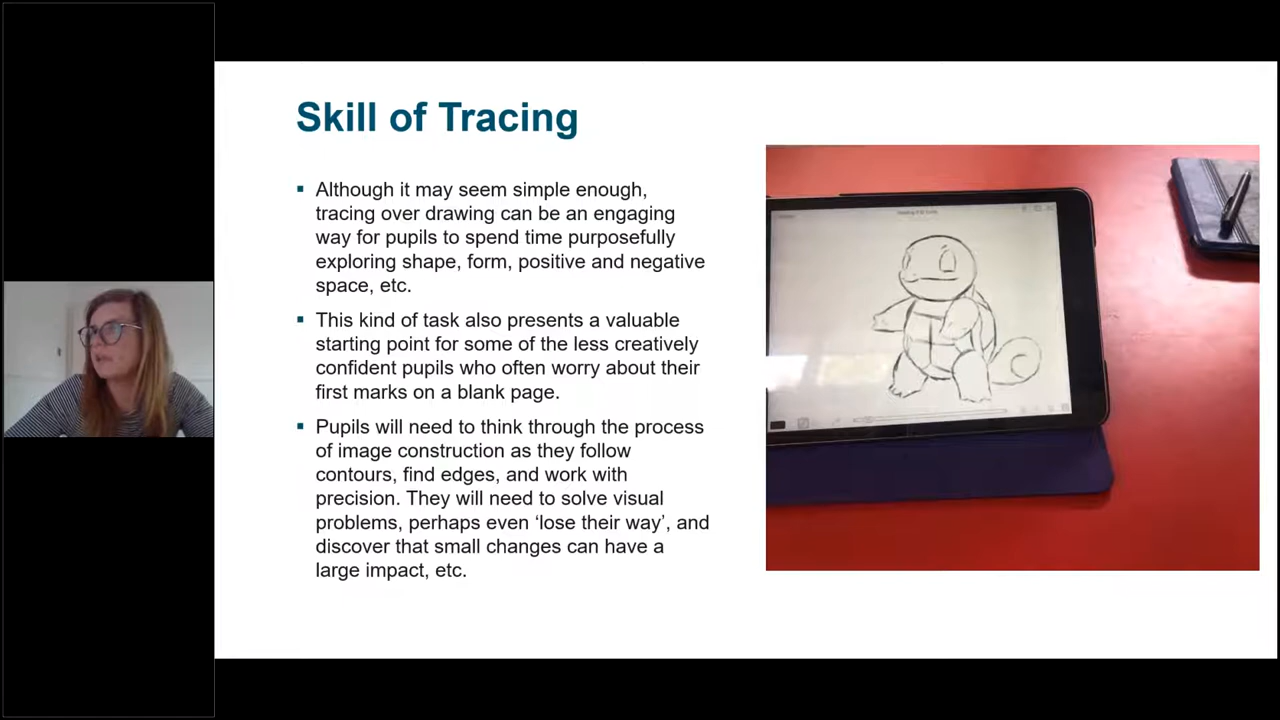 Skill of Tracing
▪ Although it may seem simple enough,
tracing over drawing can be an engaging
way for pupils to spend time purposefully
exploring shape, form, positive and negative
space, etc.
▪ This kind of task also presents a valuable
starting point for some of the less creatively
confident pupils who often worry about their
first marks on a blank page.
▪ Pupils will need to think through the process
of image construction as they follow
contours, find edges, and work with
precision. They will need to solve visual
problems, perhaps even ‘lose their way’, and
discover that small changes can have a
large impact, etc.